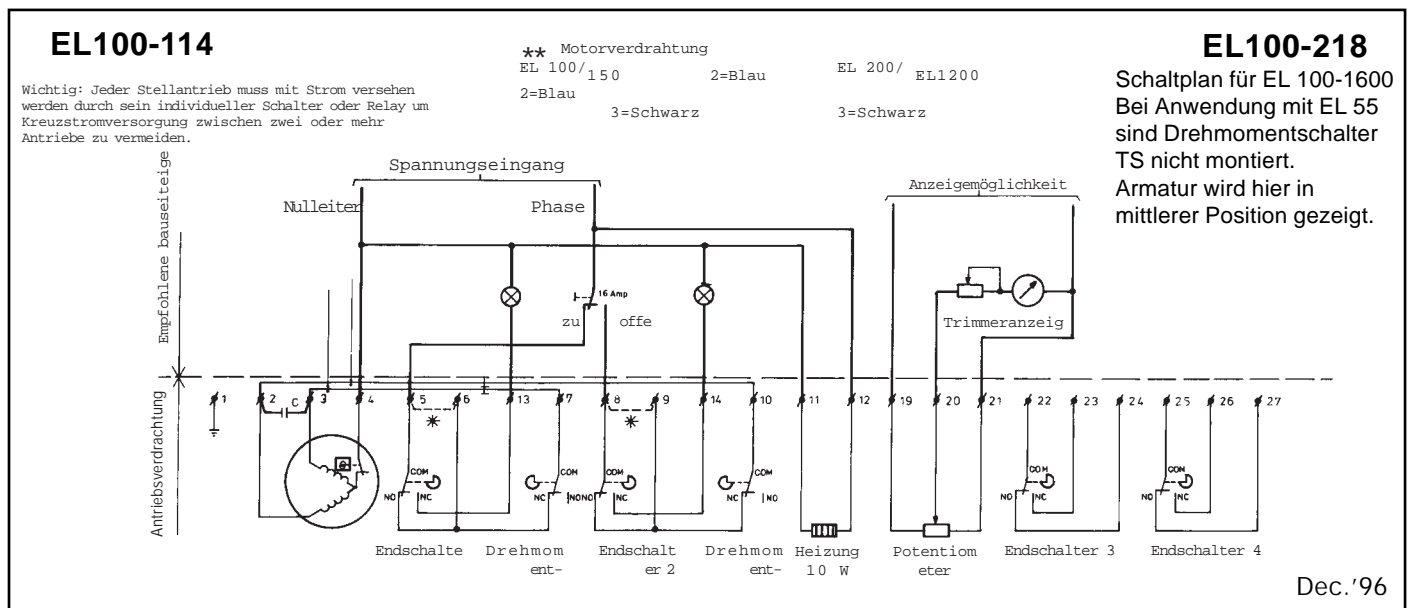 EL100-114
** Motorverdrahtung
EL 100/150 2=Blau EL 200/ EL1200
2=Blau
3=Schwarz 3=Schwarz
EL100-218
Schaltplan für EL 100-1600
Bei Anwendung mit EL 55
sind Drehmomentschalter
TS nicht montiert.
Armatur wird hier in
mittlerer Position gezeigt.
Wichtig: Jeder Stellantrieb muss mit Strom versehen
werden durch sein individueller Schalter oder Relay um
Kreuzstromversorgung zwischen zwei oder mehr
Antriebe zu vermeiden.
Empfohlene bauseiteige
Spannungseingang
Anzeigemöglichkeit
Nulleiter Phase
16 Amp
zu offe
Trimmeranzeig
Antriebsverdrachtung
1 2 C 3 4 5 6 13 7 8 9 14 10 11 12 19 20 21 22 23 24 25 26 27
* *
COM COM COM COM COM COM
NO NC NC NO NO NC NC NO NO NC NO NC
Endschalte Drehmom Endschalt Drehmom Heizung Potentiom Endschalter 3 Endschalter 4
ent- er 2 ent- 10 W eter
Dec.'96